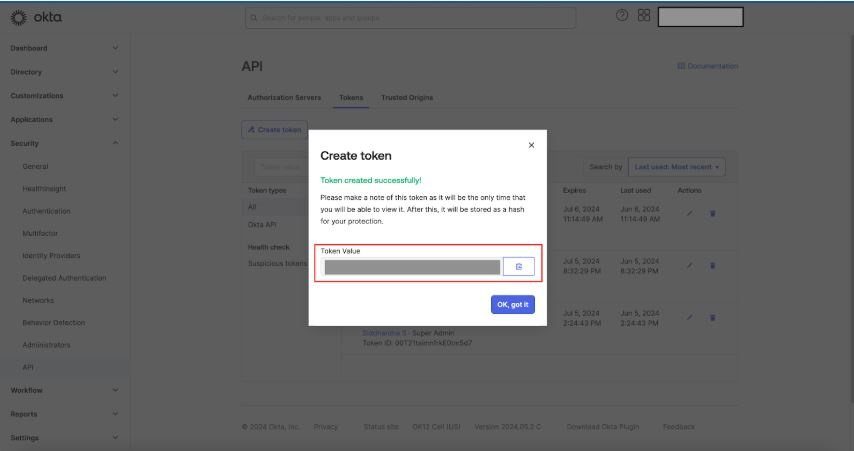 okta
Search for people, apps and groups
Dashboard
Directory
Customizations
Applications
Security
General
HealthInsight
Authentication
Multifactor
Identity Providers
Delegated Authentication
Networks
Behavior Detection
Administrators
API
Workflow
Reports
Settings
API
Documentation
Authorization Servers Tokens Trusted Origins
Create token
Token value
Search by Last used: Most recent
Token types
All
Okta API
Health check
Suspicious tokens
Expires Last used Actions
Jul 6, 2024 Jun 6, 2024
11:14:49 AM 11:14:49 AM
Jul 5, 2024 Jun 5, 2024
8:32:29 PM 8:32:29 PM
Jul 5, 2024 Jun 5, 2024
2:24:43 PM 2:24:43 PM
Siddhartha S - Super Admin
Token ID:
Create token
Token created successfully!
Please make a note of this token as it will be the only time that
you will be able to view it. After this, it will be stored as a hash
for your protection.
Token Value
OK, got it
© 2024 Okta, Inc. Privacy Status site OK12 Cell (US) Version 2024.05.2 C Download Okta Plugin Feedback